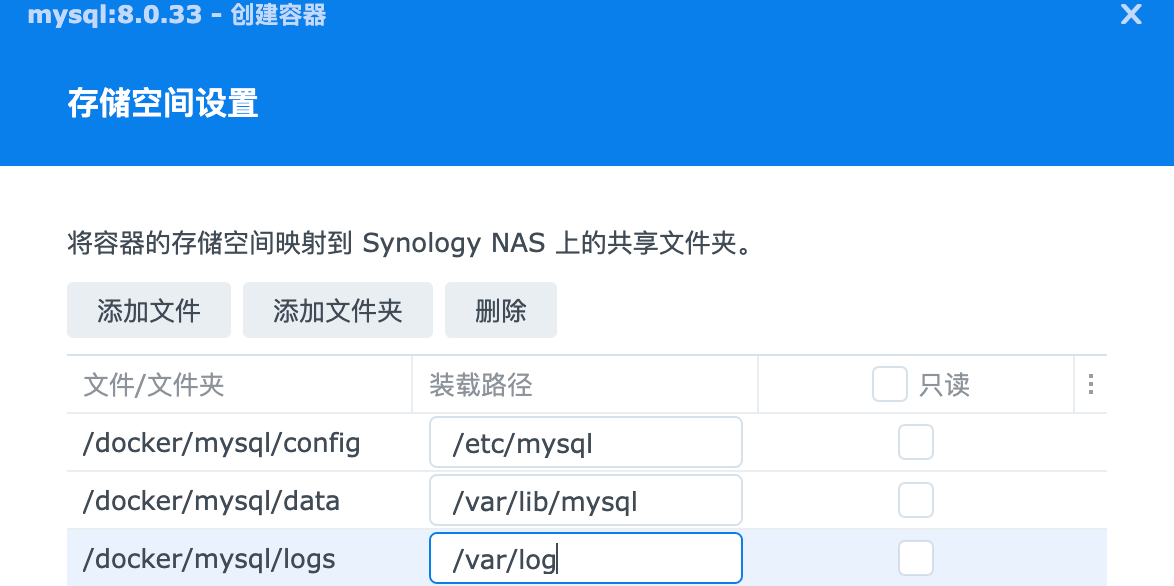 mysql:8.0.33 - 创建容器
存储空间设置
将容器的存储空间映射到 Synology NAS 上的共享文件夹。
添加文件 添加文件夹 删除
文件/文件夹 装载路径 只读
/docker/mysql/config /etc/mysql
/docker/mysql/data /var/lib/mysql
/docker/mysql/logs /var/log